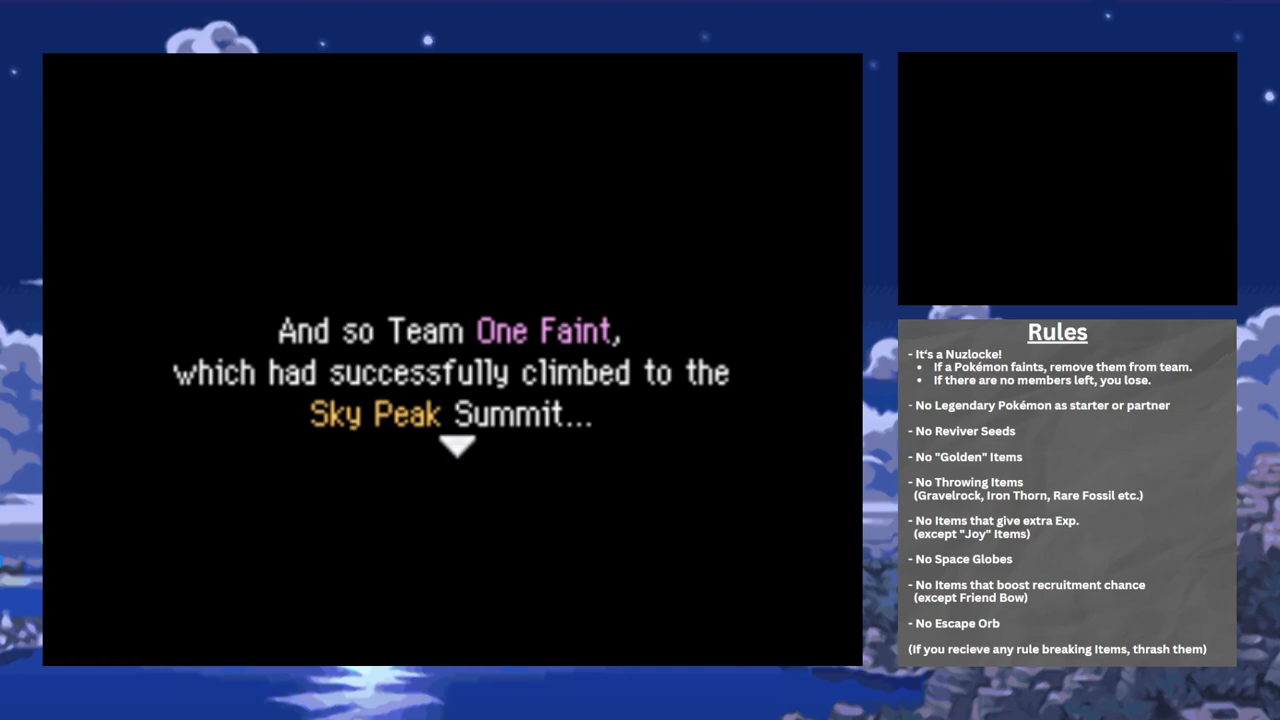 And so Team One Faint,
which had successfully climbed to the
Sky Peak Summit...
Rules
- It's a Nuzlocke!
• If a Pokémon faints, remove them from team.
• If there are no members left, you lose.
- No Legendary Pokémon as starter or partner
- No Reviver Seeds
- No "Golden" Items
- No Throwing Items
(Gravelrock, Iron Thorn, Rare Fossil etc.)
- No Items that give extra Exp.
(except "Joy" Items)
- No Space Globes
- No Items that boost recruitment chance
(except Friend Bow)
- No Escape Orb
(If you recieve any rule breaking Items, thrash them)